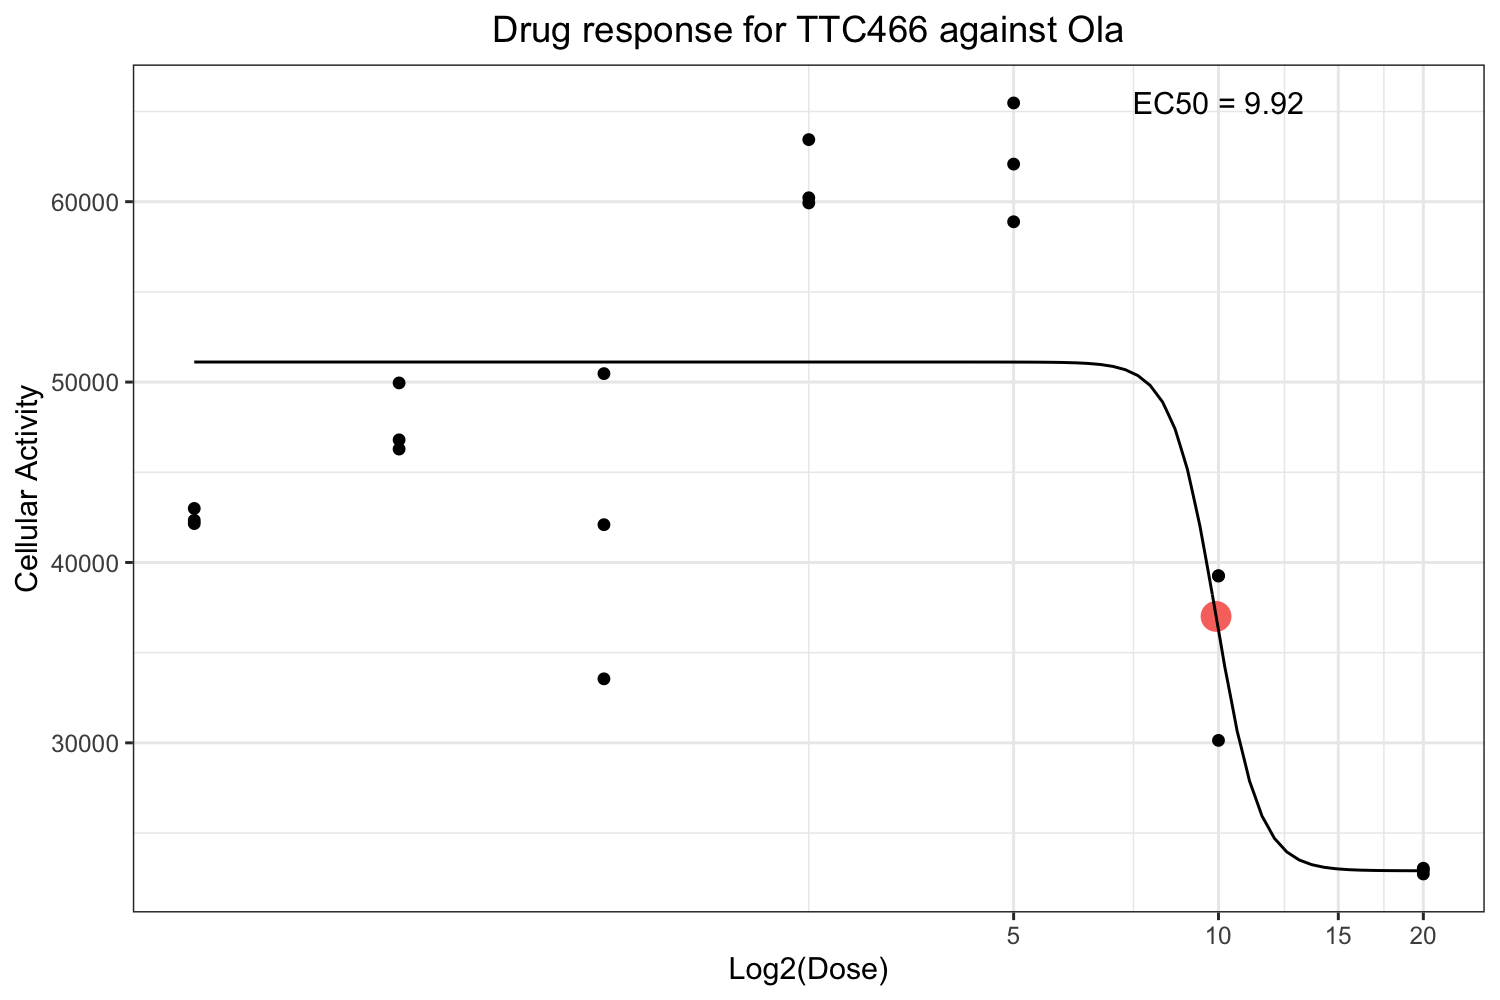 Drug response for TTC466 against Ola
EC50 = 9.92
60000
50000
40000
30000
Cellular Activity
5 10 15 20
Log2(Dose)